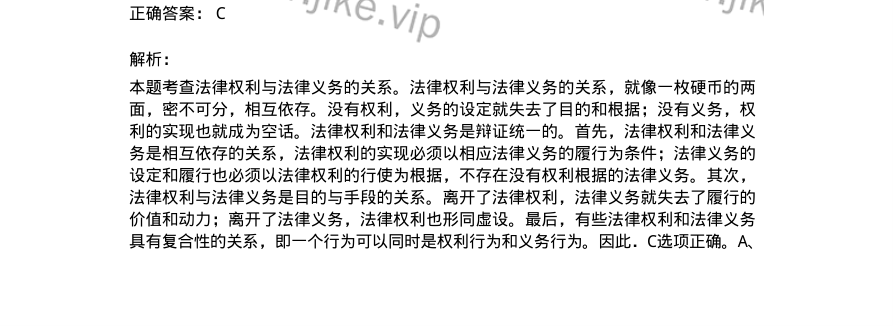 njike.vip
正确答案： C
解析：
本题考查法律权利与法律义务的关系。法律权利与法律义务的关系，就像一枚硬币的两
面，密不可分，相互依存。没有权利，义务的设定就失去了目的和根据；没有义务，权
利的实现也就成为空话。法律权利和法律义务是辩证统一的。首先，法律权利和法律义
务是相互依存的关系，法律权利的实现必须以相应法律义务的履行为条件；法律义务的
设定和履行也必须以法律权利的行使为根据，不存在没有权利根据的法律义务。其次，
法律权利与法律义务是目的与手段的关系。离开了法律权利，法律义务就失去了履行的
价值和动力；离开了法律义务，法律权利也形同虚设。最后，有些法律权利和法律义务
具有复合性的关系，即一个行为可以同时是权利行为和义务行为。因此．C选项正确。A、